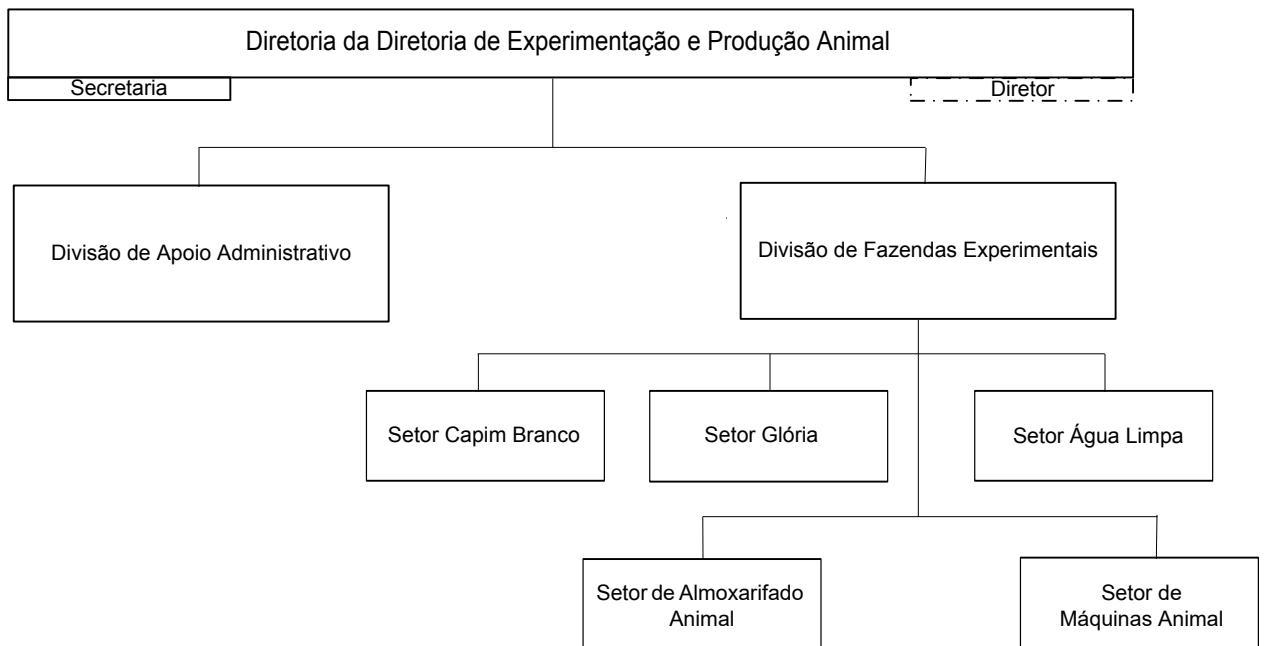 Diretoria da Diretoria de Experimentação e Produção Animal
Secretaria
Diretor
Divisão de Apoio Administrativo
Divisão de Fazendas Experimentais
Setor Capim Branco
Setor Glória
Setor Água Limpa
Setor de Almoxarifado
Animal
Setor de
Máquinas Animal